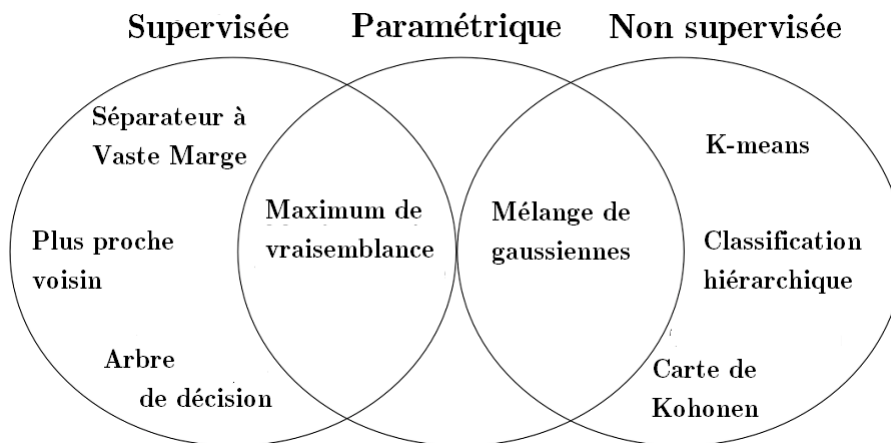 Supervisée
Paramétrique
Non supervisée
Séparateur à
Vaste Marge
Plus proche
voisin
Arbre
de décision
Maximum de
vraisemblance
Mélange de
gaussiennes
K-means
Classification
hiérarchique
Carte de
Kohonen